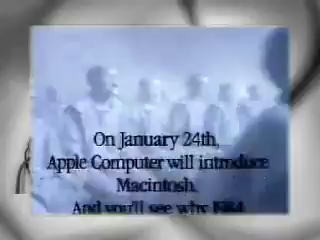 On January 24th,
Apple Computer will introduce
Macintosh.
And you'll see why 1984